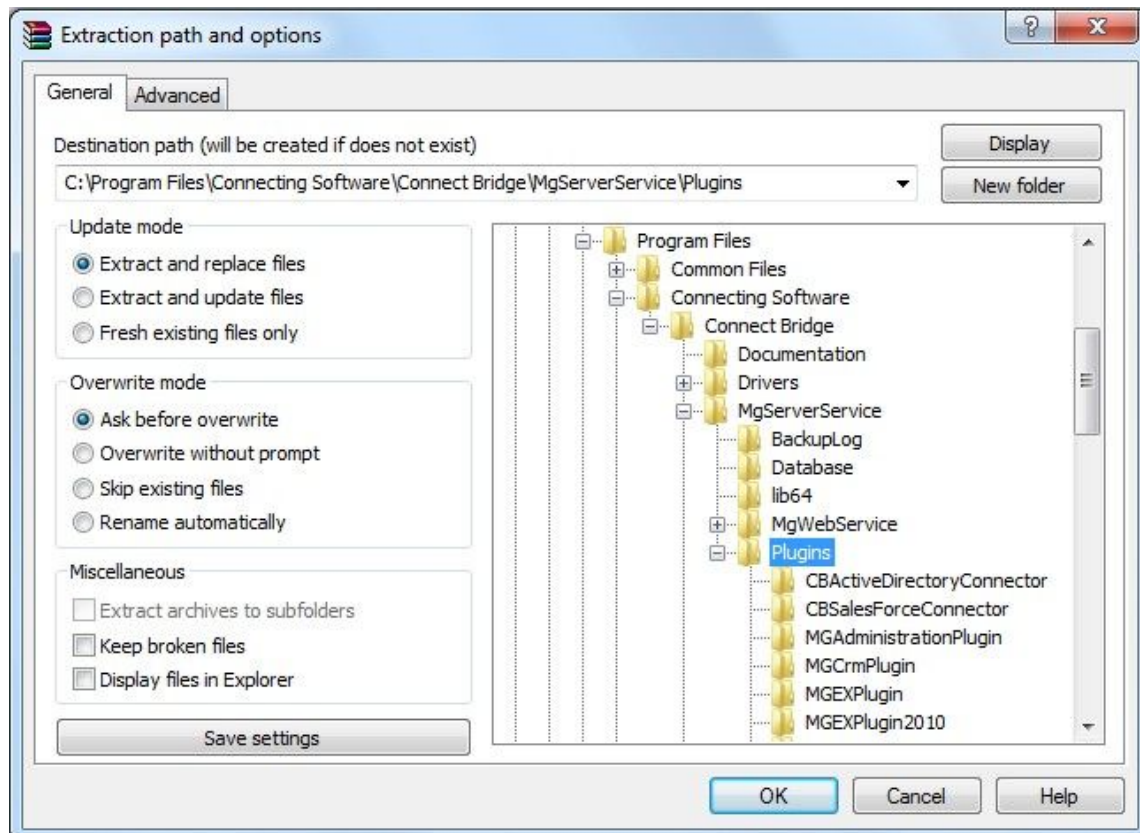 Extraction path and options
General
Advanced
Destination path (will be created if does not exist)
Display
C:\Program Files\Connecting Software\Connect Bridge\MgServerService\Plugins
New folder
Update mode
Extract and replace files
Extract and update files
Fresh existing files only
Overwrite mode
Ask before overwrite
Overwrite without prompt
Skip existing files
Rename automatically
Miscellaneous
Extract archives to subfolders
Keep broken files
Display files in Explorer
Save settings
Program Files
Common Files
Connecting Software
Connect Bridge
Documentation
Drivers
MgServerService
BackupLog
Database
lib64
MgWebService
Plugins
CBActiveDirectoryConnector
CBSalesForceConnector
MGAdministrationPlugin
MGCrmPlugin
MGEXPlugin
MGEXPlugin2010
OK
Cancel
Help